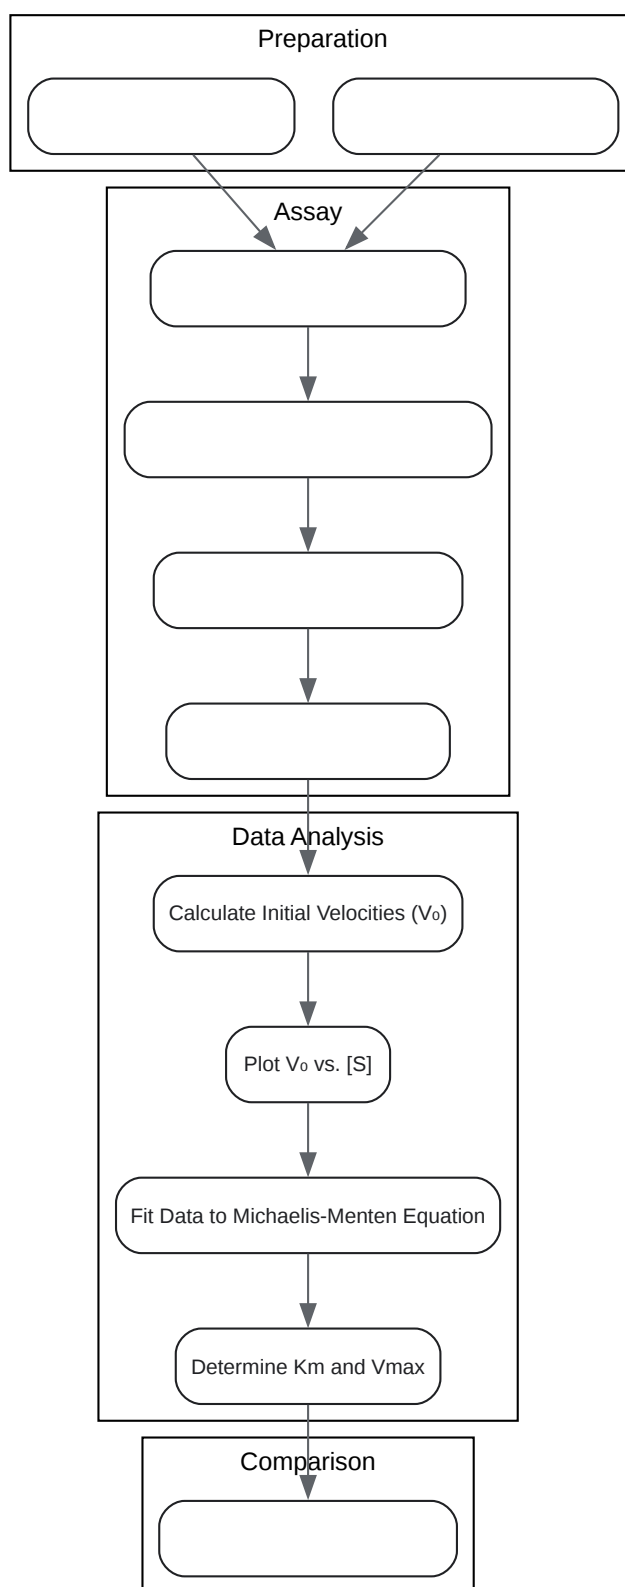 Preparation
Assay
Data Analysis
Calculate Initial Velocities (V₀)
Plot V₀ vs. [S]
Fit Data to Michaelis-Menten Equation
Determine Km and Vmax
Comparison